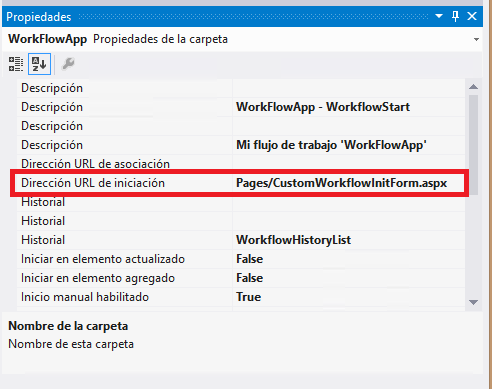 Propiedades
WorkFlowApp Propiedades de la carpeta
Descripción
Descripción WorkFlowApp - WorkflowStart
Descripción
Descripción Mi flujo de trabajo 'WorkFlowApp'
Dirección URL de asociación
Dirección URL de iniciación Pages/CustomWorkflowInitForm.aspx
Historial
Historial
Historial WorkflowHistoryList
Iniciar en elemento actualizado False
Iniciar en elemento agregado False
Inicio manual habilitado True
Nombre de la carpeta
Nombre de esta carpeta